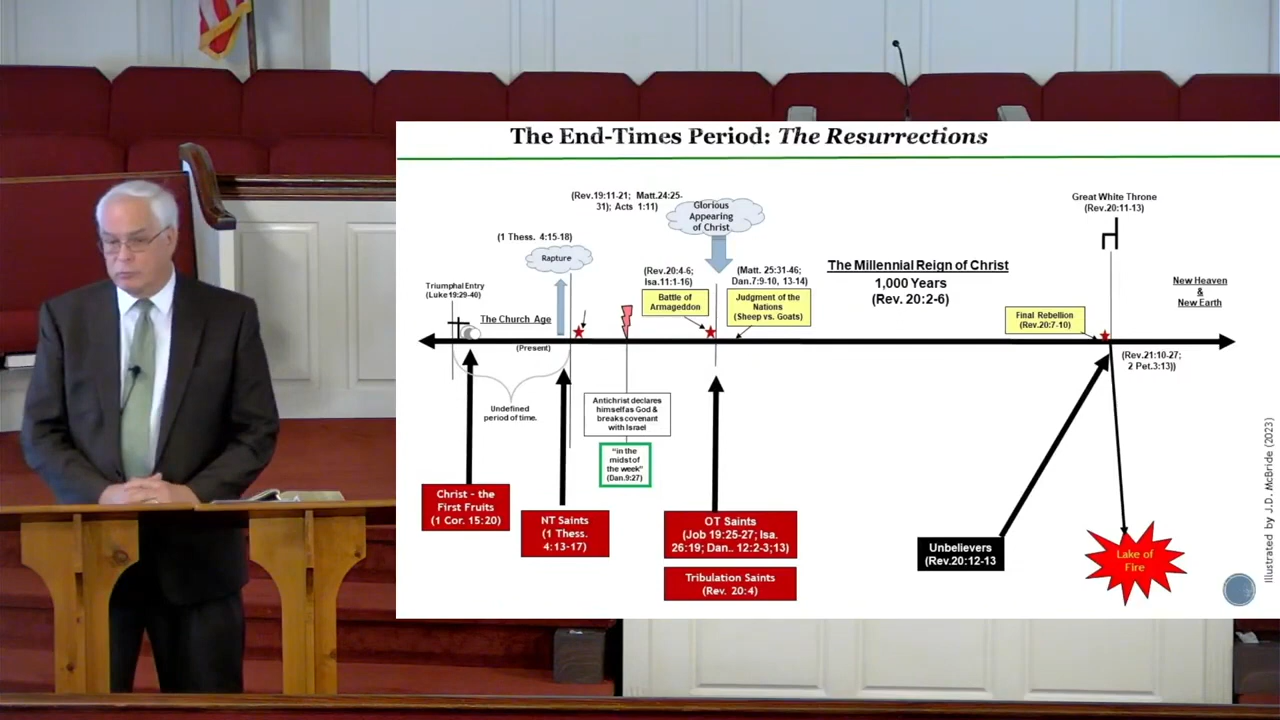 The End-Times Period: The Resurrections
(Rev.19:11-21; Matt.24:25-
31); Acts 1:11)
Glorious
Appearing
of Christ
Great White Throne
(Rev.20:11-13)
(1 Thess. 4:15-18)
Rapture
(Rev.20:4-6;
Isa.11:1-16)
(Matt. 25:31-46;
Dan.7:9-10, 13-14)
The Millennial Reign of Christ
1,000 Years
(Rev. 20:2-6)
Triumphal Entry
(Luke 19:29-40)
The Church Age
Battle of
Armageddon
Judgment of the
Nations
(Sheep vs. Goats)
Final Rebellion
(Rev.20:7-10)
New Heaven
&
New Earth
(Present)
(Rev.21:10-27;
2 Pet.3:13))
Undefined
period of time.
Antichrist declares
himself as God &
breaks covenant
with Israel
"in the
midst of
the week"
(Dan.9:27)
Christ - the
First Fruits
(1 Cor. 15:20)
NT Saints
(1 Thess.
4:13-17)
OT Saints
(Job 19:25-27; Isa.
26:19; Dan.. 12:2-3;13)
Tribulation Saints
(Rev. 20:4)
Unbelievers
(Rev.20:12-13
Lake of
Fire
Illustrated by J.D. McBride (2023)